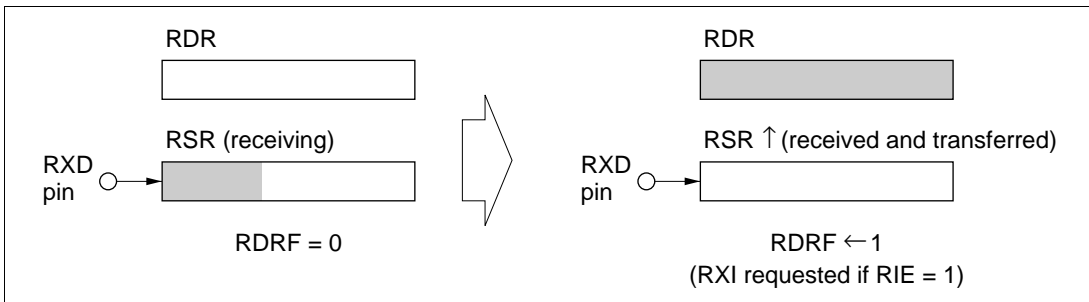 RDR
RSR (receiving)
RXD
pin
RDRF = 0
RDR
RSR ↑ (received and transferred)
RXD
pin
RDRF ← 1
(RXI requested if RIE = 1)